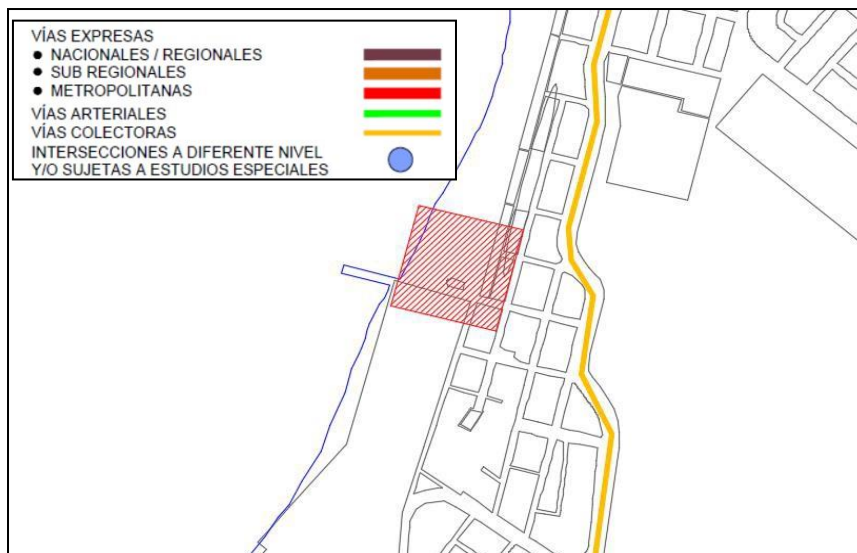 VÍAS EXPRESAS
● NACIONALES / REGIONALES
● SUB REGIONALES
● METROPOLITANAS
VÍAS ARTERIALES
VÍAS COLECTORAS
INTERSECCIONES A DIFERENTE NIVEL
Y/O SUJETAS A ESTUDIOS ESPECIALES